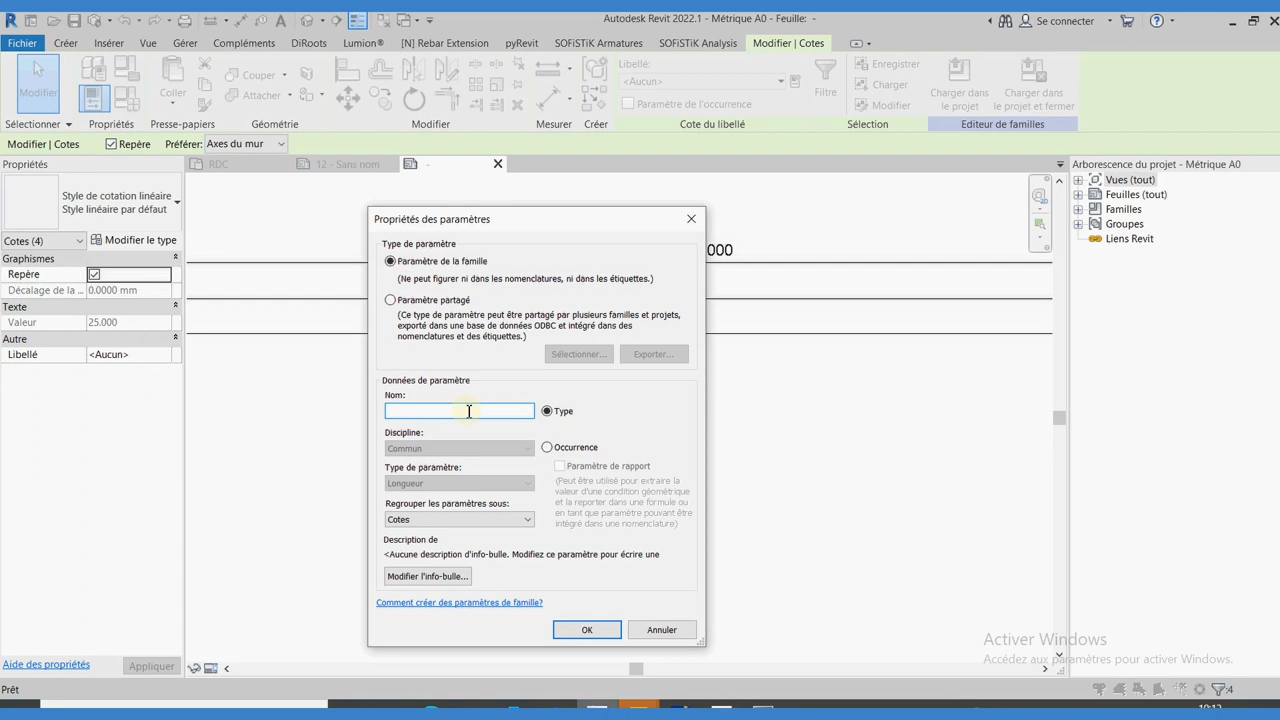 Autodesk Revit 2022.1 - Métrique A0 - Feuille: -
Se connecter
Fichier Créer Insérer Vue Gérer Compléments DiRoots Lumion® [N] Rebar Extension pyRevit SOFiSTiK Armatures SOFiSTiK Analysis Modifier | Cotes
Modifier
Coller
Couper
Attacher
Libellé:
<Aucun>
Paramètre de l'occurrence
Filtre
Enregistrer
Charger
Modifier
Charger dans
le projet
Charger dans
le projet et fermer
Sélectionner Propriétés Presse-papiers Géométrie Modifier Mesurer Créer Cote du libellé Sélection Editeur de familles
Modifier | Cotes Repère Préférer: Axes du mur
Propriétés
RDC 12 - Sans nom -
Arborescence du projet - Métrique A0
Style de cotation linéaire
Style linéaire par défaut
Cotes (4) Modifier le type
Graphismes
Repère
Décalage de la ... 0.0000 mm
Texte
Valeur 25.000
Autre
Libellé <Aucun>
Aide des propriétés Appliquer
Prêt
000
Propriétés des paramètres
Type de paramètre
Paramètre de la famille
(Ne peut figurer ni dans les nomenclatures, ni dans les étiquettes.)
Paramètre partagé
(Ce type de paramètre peut être partagé par plusieurs familles et projets,
exporté dans une base de données ODBC et intégré dans des
nomenclatures et des étiquettes.)
Sélectionner... Exporter...
Données de paramètre
Nom:
Type
Discipline:
Commun
Occurrence
Type de paramètre:
Longueur
Paramètre de rapport
(Peut être utilisé pour extraire la
valeur d'une condition géométrique
et la reporter dans une formule ou
en tant que paramètre pouvant être
intégré dans une nomenclature)
Regrouper les paramètres sous:
Cotes
Description de
<Aucune description d'info-bulle. Modifiez ce paramètre pour écrire une
Modifier l'info-bulle...
Comment créer des paramètres de famille?
OK Annuler
Vues (tout)
Feuilles (tout)
Familles
Groupes
Liens Revit
Activer Windows
Accédez aux paramètres pour activer Windows.
:4